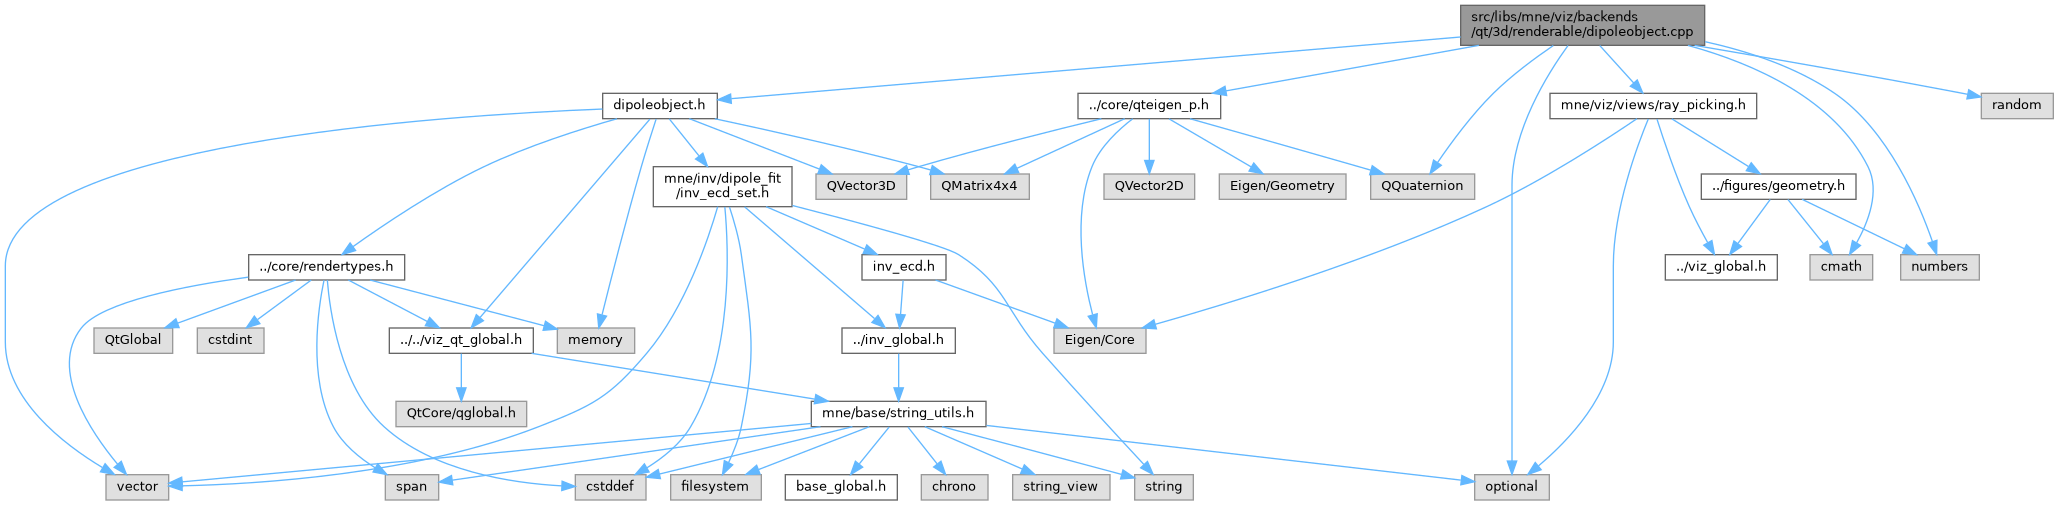 src/libs/mne/viz/backends
/qt/3d/renderable/dipoleobject.cpp
dipoleobject.h
../core/qteigen_p.h
mne/viz/views/ray_picking.h
random
mne/inv/dipole_fit
/inv_ecd_set.h
QVector3D
QMatrix4x4
QVector2D
Eigen/Geometry
QQuaternion
../figures/geometry.h
../core/rendertypes.h
inv_ecd.h
../viz_global.h
cmath
numbers
QtGlobal
cstdint
../../viz_qt_global.h
memory
../inv_global.h
Eigen/Core
QtCore/qglobal.h
mne/base/string_utils.h
vector
span
cstddef
filesystem
base_global.h
chrono
string_view
string
optional